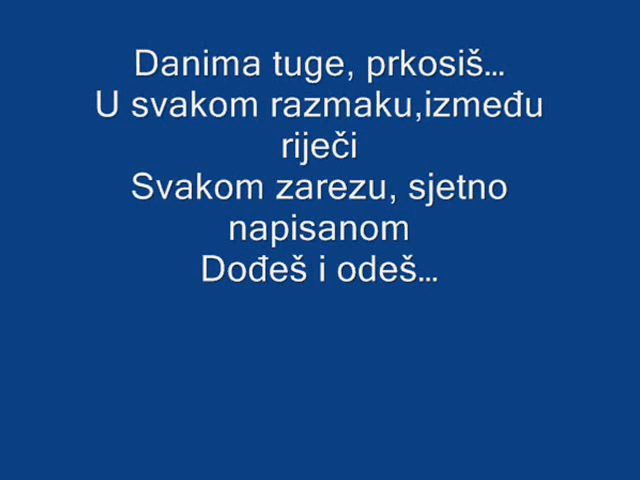 Danima tuge, prkosiš...
U svakom razmaku,između
riječi
Svakom zarezu, sjetno
napisanom
Dođeš i odeš...